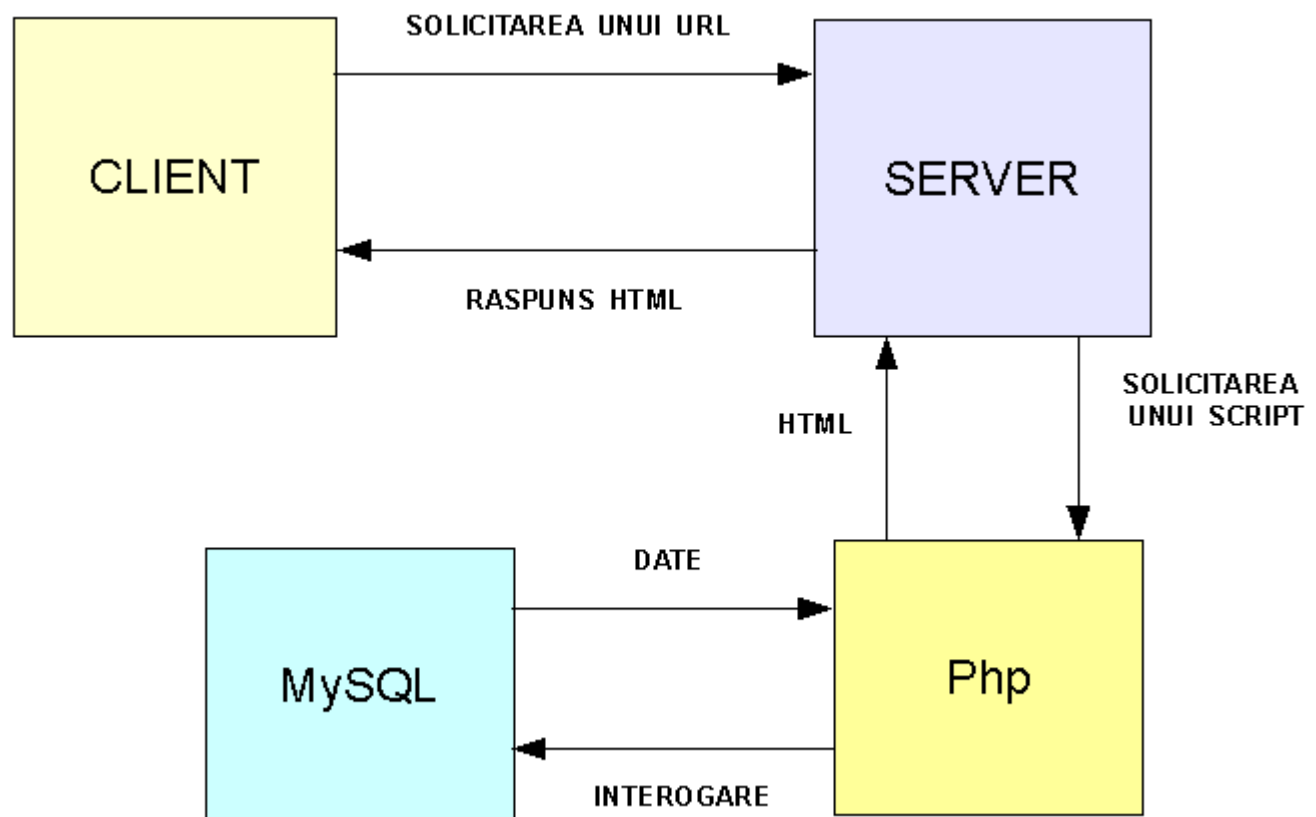 SOLICITAREA UNUI URL
CLIENT
SERVER
RASPUNS HTML
SOLICITAREA
UNUI SCRIPT
HTML
DATE
MySQL
Php
INTEROGARE